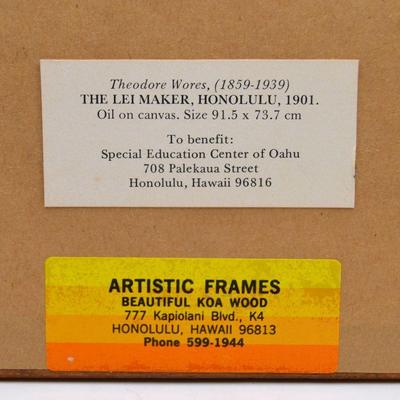 Theodore Wores, (1859-1939)
THE LEI MAKER, HONOLULU, 1901.
Oil on canvas. Size 91.5 x 73.7 cm
To benefit:
Special Education Center of Oahu
708 Palekaua Street
Honolulu, Hawaii 96816
ARTISTIC FRAMES
BEAUTIFUL KOA WOOD
777 Kapiolani Blvd., K4
HONOLULU, HAWAII 96813
Phone 599-1944